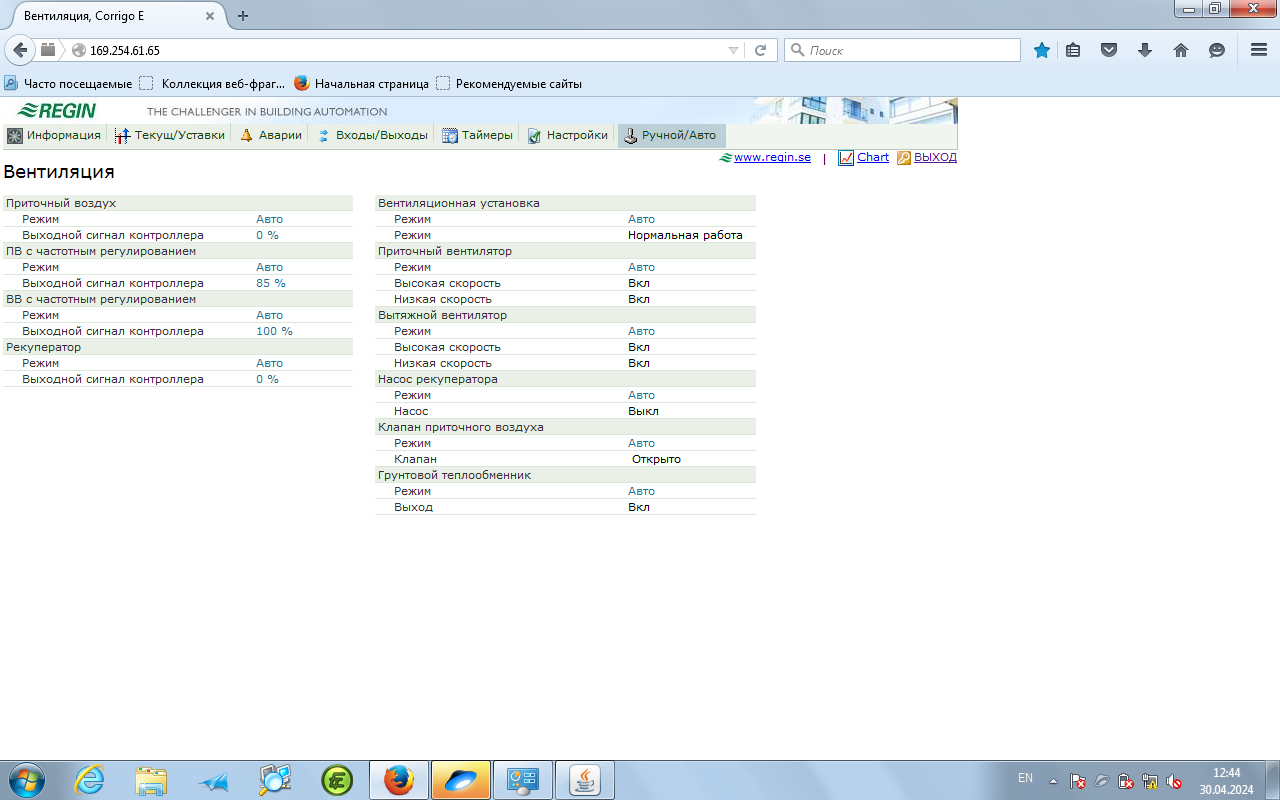 Вентиляция, Corrigo E
169.254.61.65
Поиск
Часто посещаемые Коллекция веб-фраг... Начальная страница Рекомендуемые сайты
REGIN THE CHALLENGER IN BUILDING AUTOMATION
Информация Текущ/Уставки Аварии Входы/Выходы Таймеры Настройки Ручной/Авто
www.regin.se | Chart ВЫХОД
Вентиляция
Приточный воздух
Режим Авто
Выходной сигнал контроллера 0 %
ПВ с частотным регулированием
Режим Авто
Выходной сигнал контроллера 85 %
ВВ с частотным регулированием
Режим Авто
Выходной сигнал контроллера 100 %
Рекуператор
Режим Авто
Выходной сигнал контроллера 0 %
Вентиляционная установка
Режим Авто
Режим Нормальная работа
Приточный вентилятор
Режим Авто
Высокая скорость Вкл
Низкая скорость Вкл
Вытяжной вентилятор
Режим Авто
Высокая скорость Вкл
Низкая скорость Вкл
Насос рекуператора
Режим Авто
Насос Выкл
Клапан приточного воздуха
Режим Авто
Клапан Открыто
Грунтовой теплообменник
Режим Авто
Выход Вкл
EN 12:44
30.04.2024